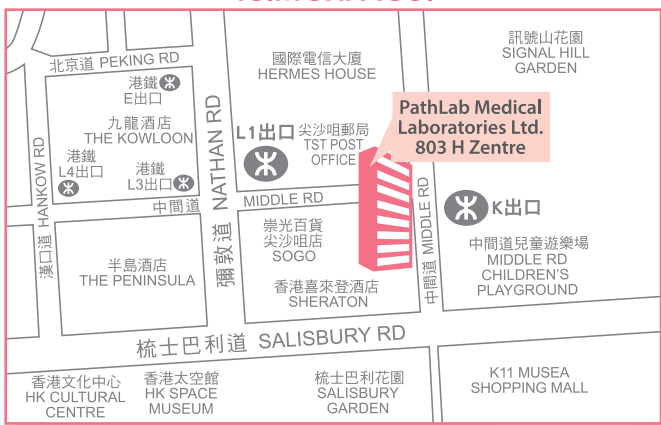 北京道 PEKING RD
國際電信大廈
HERMES HOUSE
訊號山花園
SIGNAL HILL
GARDEN
港鐵
E出口
九龍酒店
THE KOWLOON
港鐵
L4出口
港鐵
L3出口
漢口道 HANKOW RD
彌敦道 NATHAN RD
L1出口
尖沙咀郵局
TST POST
OFFICE
PathLab Medical
Laboratories Ltd.
803 H Zentre
中間道
MIDDLE RD
中間道 MIDDLE RD
K出口
崇光百貨
尖沙咀店
SOGO
半島酒店
THE PENINSULA
香港喜來登酒店
SHERATON
中間道兒童遊樂場
MIDDLE RD
CHILDREN'S
PLAYGROUND
梳士巴利道 SALISBURY RD
香港文化中心
HK CULTURAL
CENTRE
香港太空館
HK SPACE
MUSEUM
梳士巴利花園
SALISBURY
GARDEN
K11 MUSEA
SHOPPING MALL